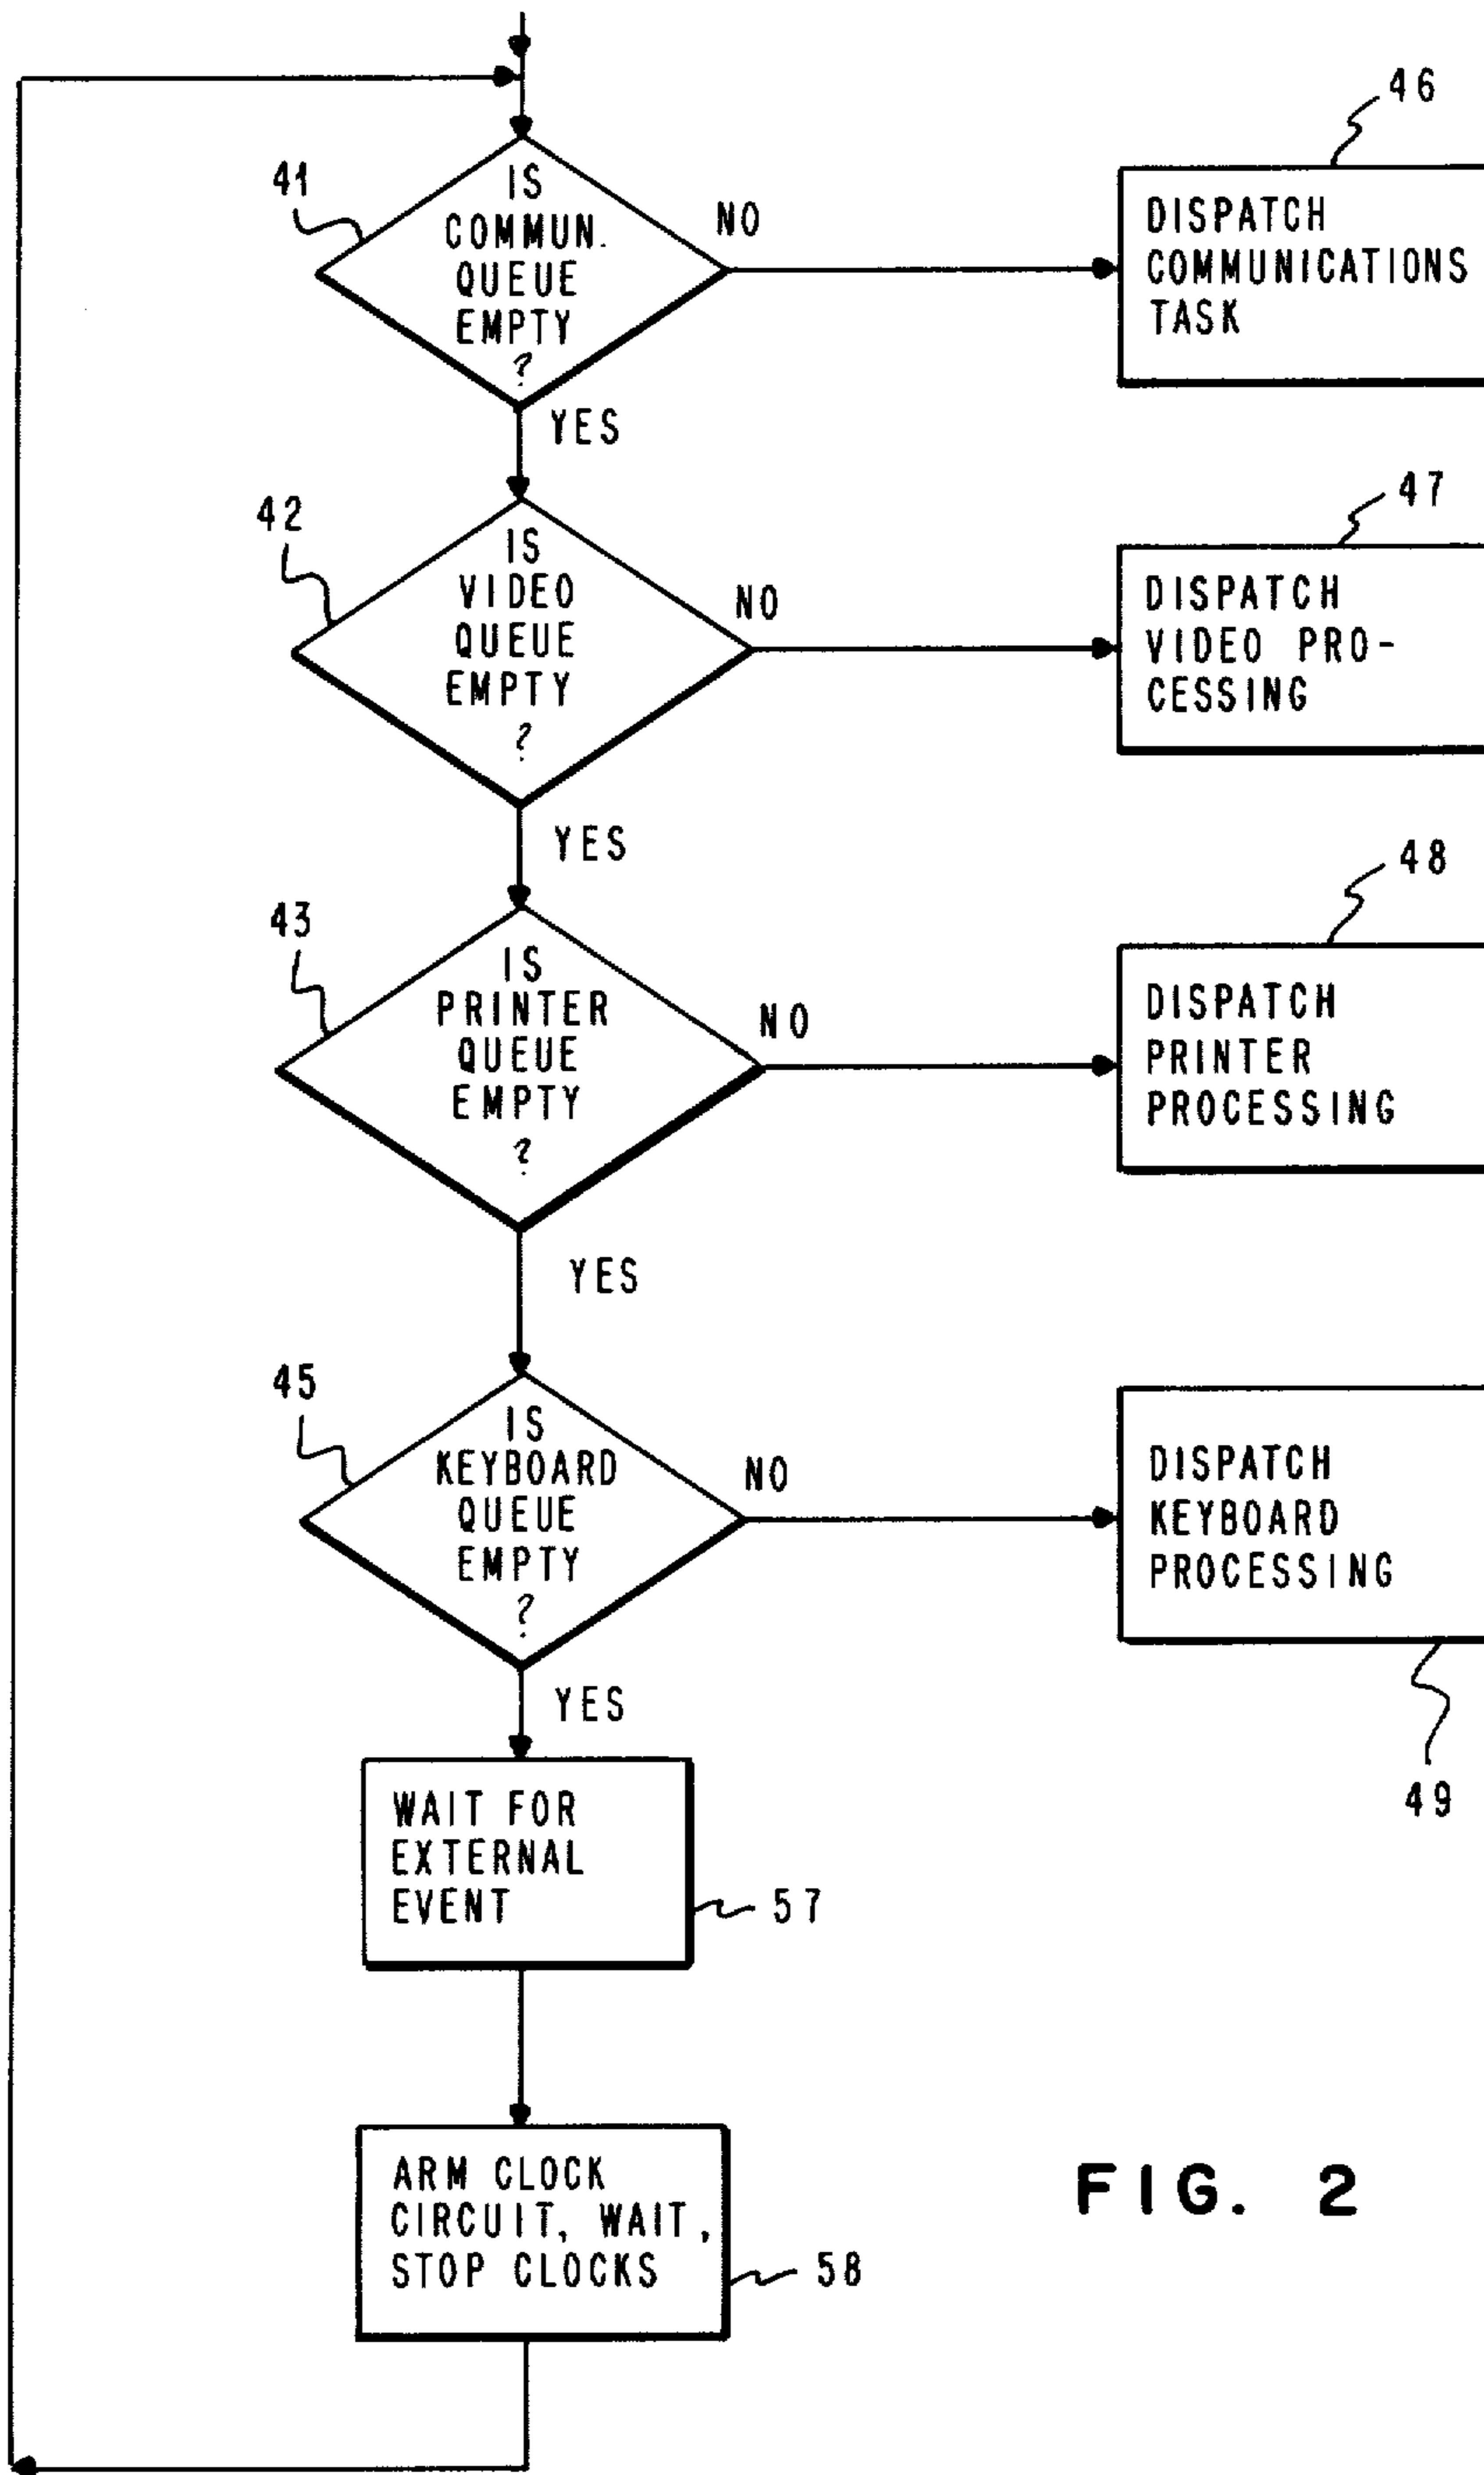 46
41
IS
COMMUN.
QUEUE
EMPTY
?
NO
DISPATCH
COMMUNICATIONS
TASK
YES
47
42
IS
VIDEO
QUEUE
EMPTY
?
NO
DISPATCH
VIDEO PRO-
CESSING
YES
48
43
IS
PRINTER
QUEUE
EMPTY
?
NO
DISPATCH
PRINTER
PROCESSING
YES
45
IS
KEYBOARD
QUEUE
EMPTY
?
NO
DISPATCH
KEYBOARD
PROCESSING
49
YES
WAIT FOR
EXTERNAL
EVENT
57
ARM CLOCK
CIRCUIT, WAIT,
STOP CLOCKS
58
FIG. 2